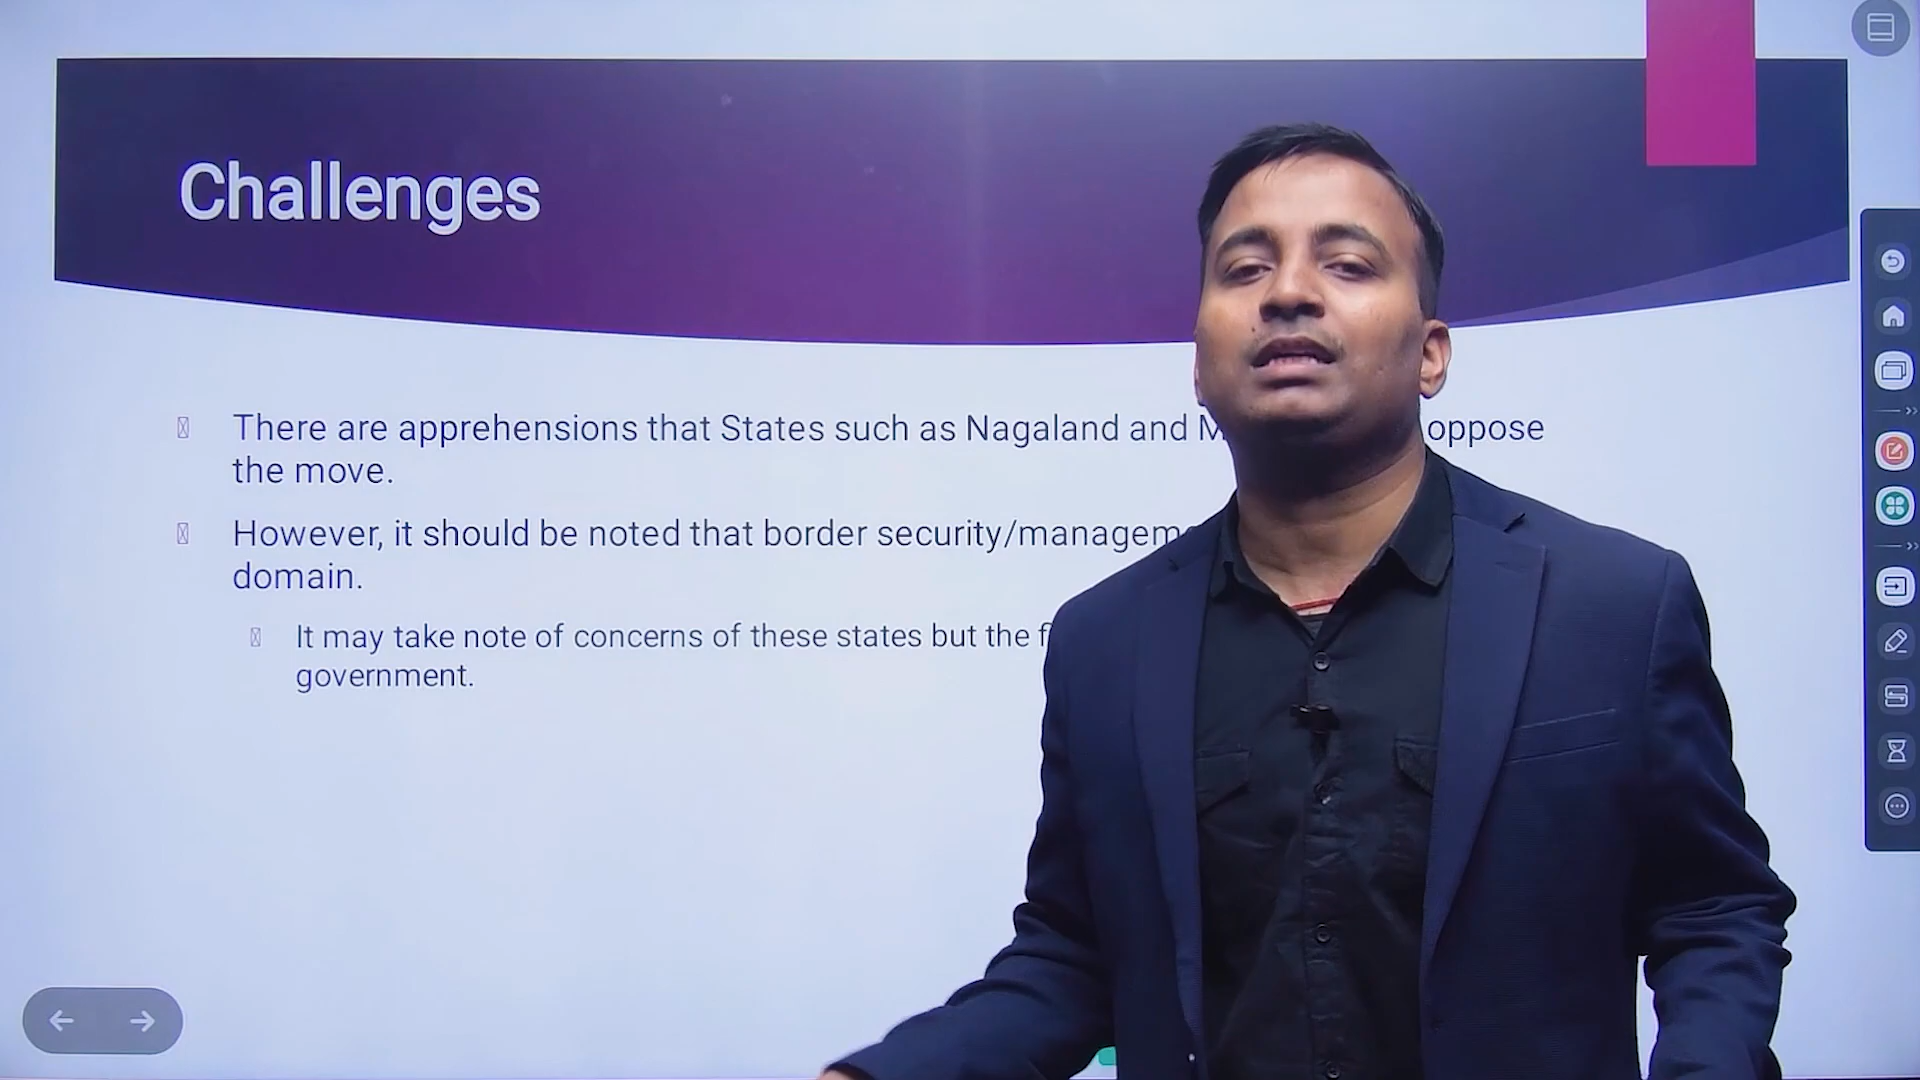 Challenges
There are apprehensions that States such as Nagaland and oppose
the move.
However, it should be noted that border security/
domain.
It may take note of concerns of these states but the
government.